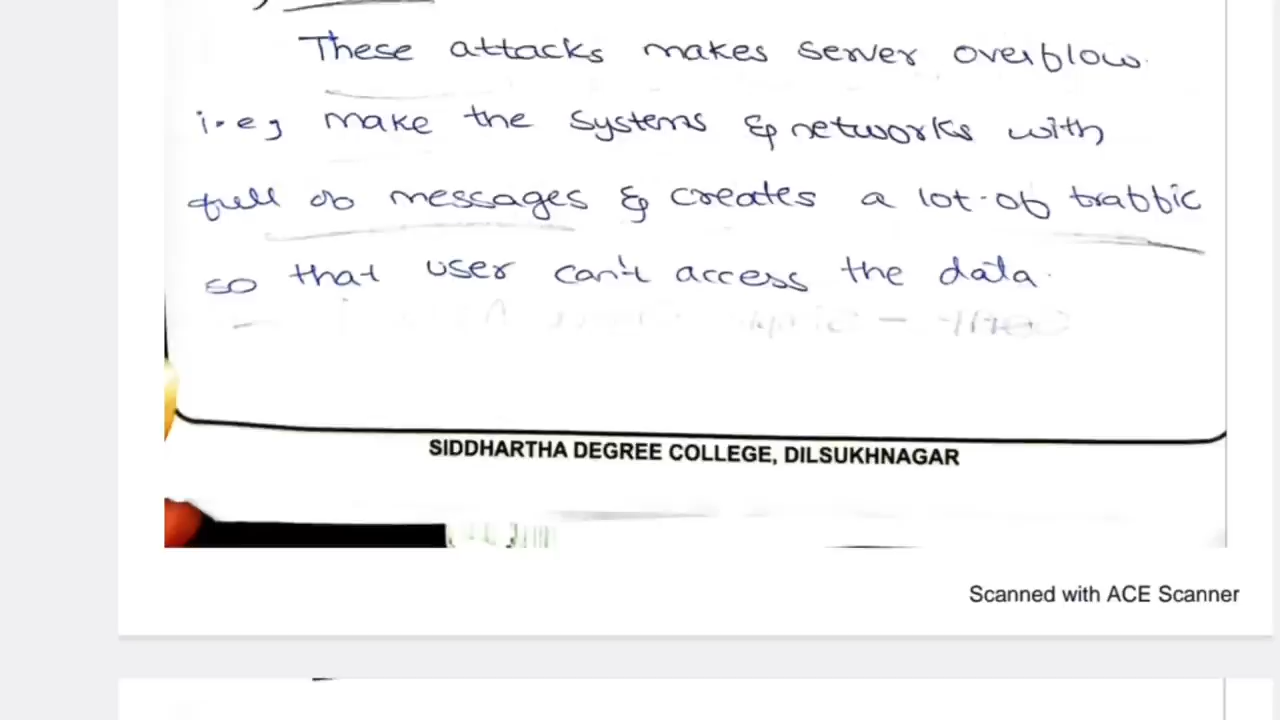 These attacks makes server overflow.
i.e., make the systems & networks with
full of messages & creates a lot of traffic
so that user can't access the data.
SIDDHARTHA DEGREE COLLEGE, DILSUKHNAGAR
Scanned with ACE Scanner